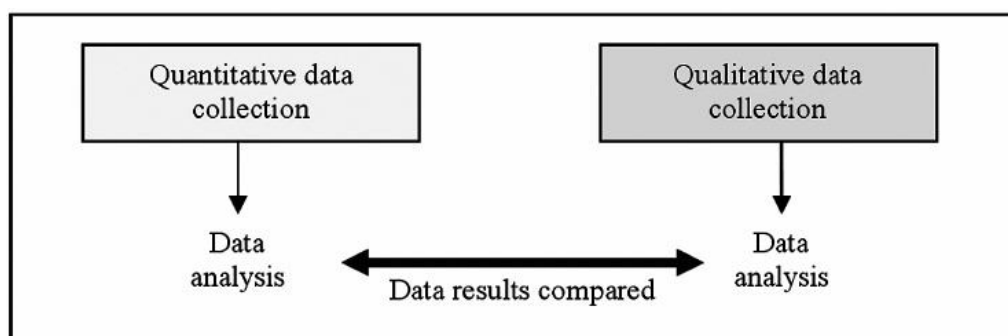 Quantitative data
collection
Qualitative data
collection
Data
analysis
Data results compared
Data
analysis